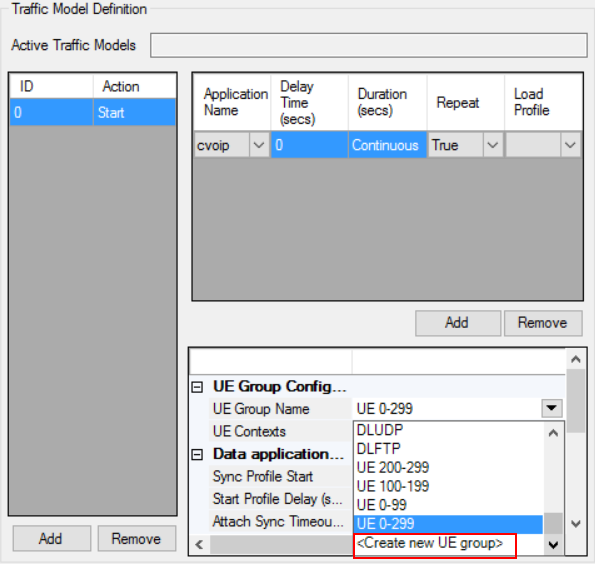 Traffic Model Definition
Active Traffic Models
ID Action
0 Start
Application Name Delay Time (secs) Duration (secs) Repeat Load Profile
cvoip 0 Continuous True
Add Remove
UE Group Config...
UE Group Name UE 0-299
UE Contexts
DLUDP
Data application...
DLFTP
Sync Profile Start
UE 200-299
UE 100-199
Start Profile Delay (s...
UE 0-99
Attach Sync Timeou...
UE 0-299
<Create new UE group>
Add Remove